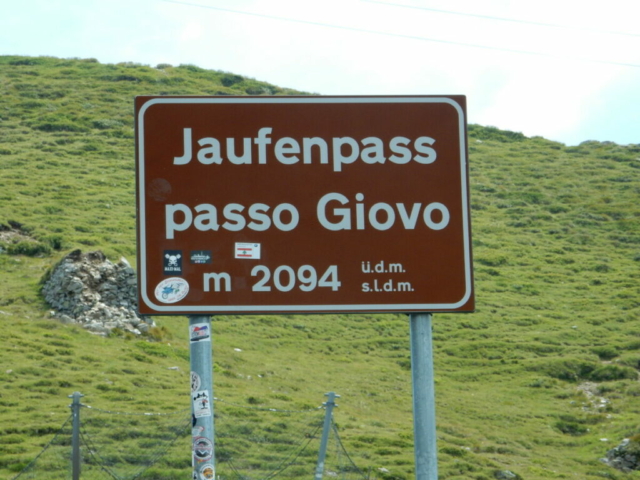 Jaufenpass
passo Giovo
m 2094 ü.d.m.
s.l.d.m.